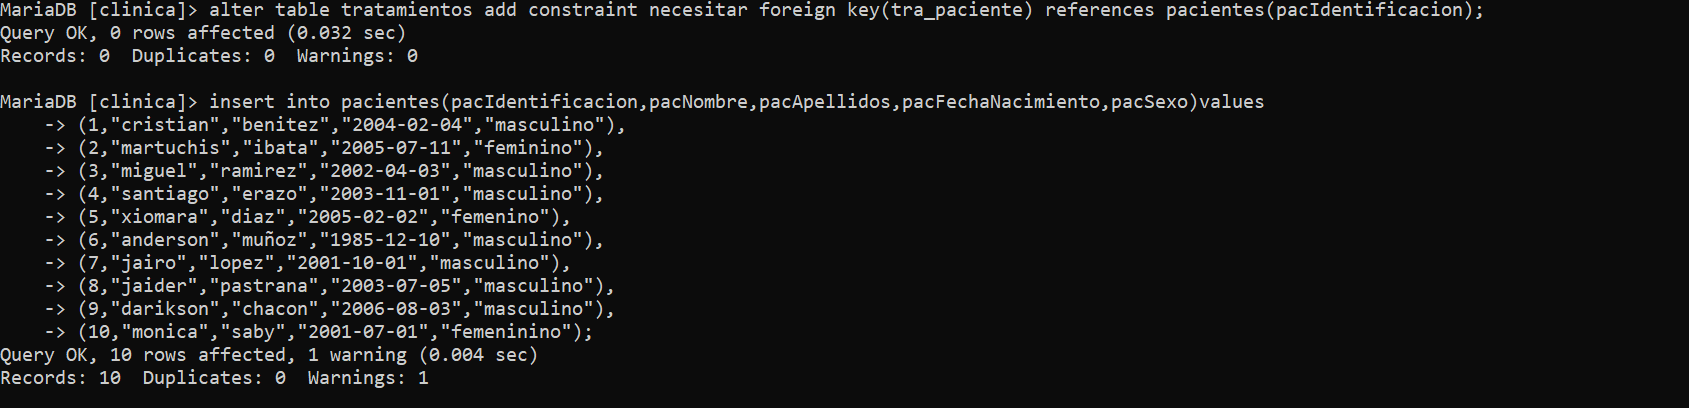 MariaDB [clinica]> alter table tratamientos add constraint necesitar foreign key(tra_paciente) references pacientes(pacIdentificacion);
Query OK, 0 rows affected (0.032 sec)
Records: 0  Duplicates: 0  Warnings: 0
MariaDB [clinica]> insert into pacientes(pacIdentificacion,pacNombre,pacApellidos,pacFechaNacimiento,pacSexo)values
    -> (1,"cristian","benitez","2004-02-04","masculino"),
    -> (2,"martuchis","ibata","2005-07-11","feminino"),
    -> (3,"miguel","ramirez","2002-04-03","masculino"),
    -> (4,"santiago","erazo","2003-11-01","masculino"),
    -> (5,"xiomara","diaz","2005-02-02","femenino"),
    -> (6,"anderson","muñoz","1985-12-10","masculino"),
    -> (7,"jairo","lopez","2001-10-01","masculino"),
    -> (8,"jaider","pastrana","2003-07-05","masculino"),
    -> (9,"darikson","chacon","2006-08-03","masculino"),
    -> (10,"monica","saby","2001-07-01","femeninino");
Query OK, 10 rows affected, 1 warning (0.004 sec)
Records: 10  Duplicates: 0  Warnings: 1